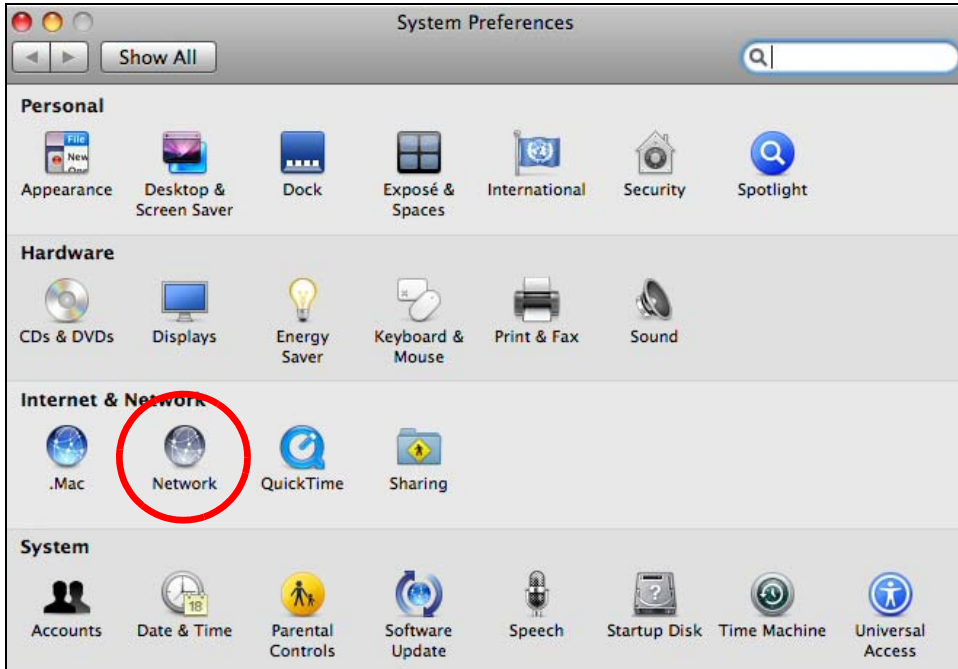 System Preferences
Show All
Personal
File
New
Appearance
Desktop &
Screen Saver
Dock
Exposé &
Spaces
International
Security
Spotlight
Hardware
CDs & DVDs
Displays
Energy
Saver
Keyboard &
Mouse
Print & Fax
Sound
Internet & Network
.Mac
Network
QuickTime
Sharing
System
18
?
Accounts
Date & Time
Parental
Controls
Software
Update
Speech
Startup Disk
Time Machine
Universal
Access